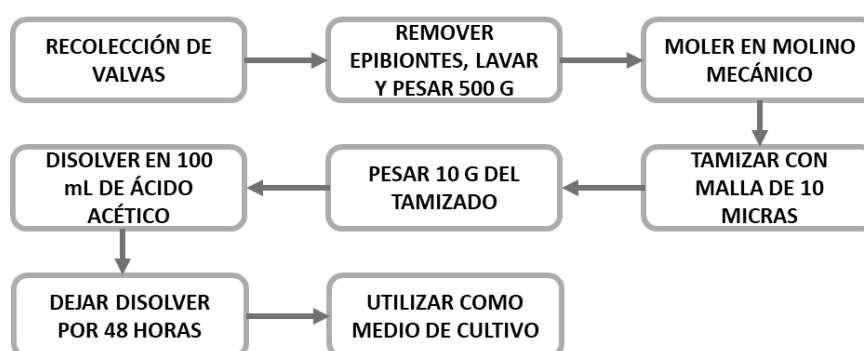 RECOLECCIÓN DE
VALVAS
REMOVER
EPIBIONTES, LAVAR
Y PESAR 500 G
MOLER EN MOLINO
MECÁNICO
TAMIZAR CON
MALLA DE 10
MICRAS
PESAR 10 G DEL
TAMIZADO
DISOLVER EN 100
mL DE ÁCIDO
ACÉTICO
DEJAR DISOLVER
POR 48 HORAS
UTILIZAR COMO
MEDIO DE CULTIVO